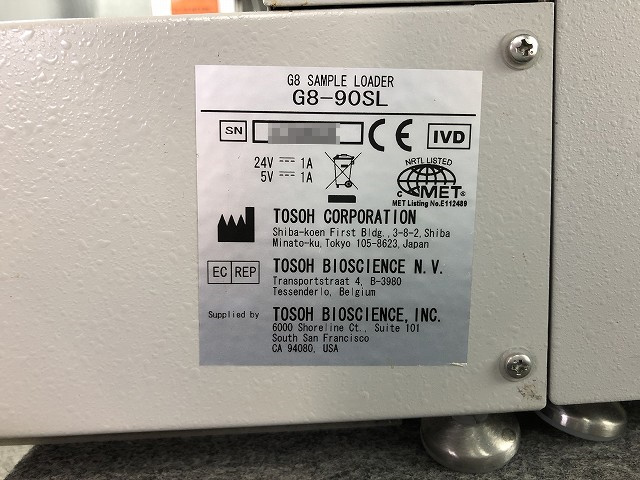 G8 SAMPLE LOADER
G8-90SL
SN
CE
IVD
24V ⎓ 1A
5V ⎓ 1A
NRTL LISTED
C MET®
MET Listing No.E112489
TOSOH CORPORATION
Shiba-koen First Bldg.,3-8-2,Shiba
Minato-ku,Tokyo 105-8623,Japan
EC REP
TOSOH BIOSCIENCE N.V.
Transportstraat 4, B-3980
Tessenderlo, Belgium
Supplied by
TOSOH BIOSCIENCE, INC.
6000 Shoreline Ct., Suite 101
South San Francisco
CA 94080, USA